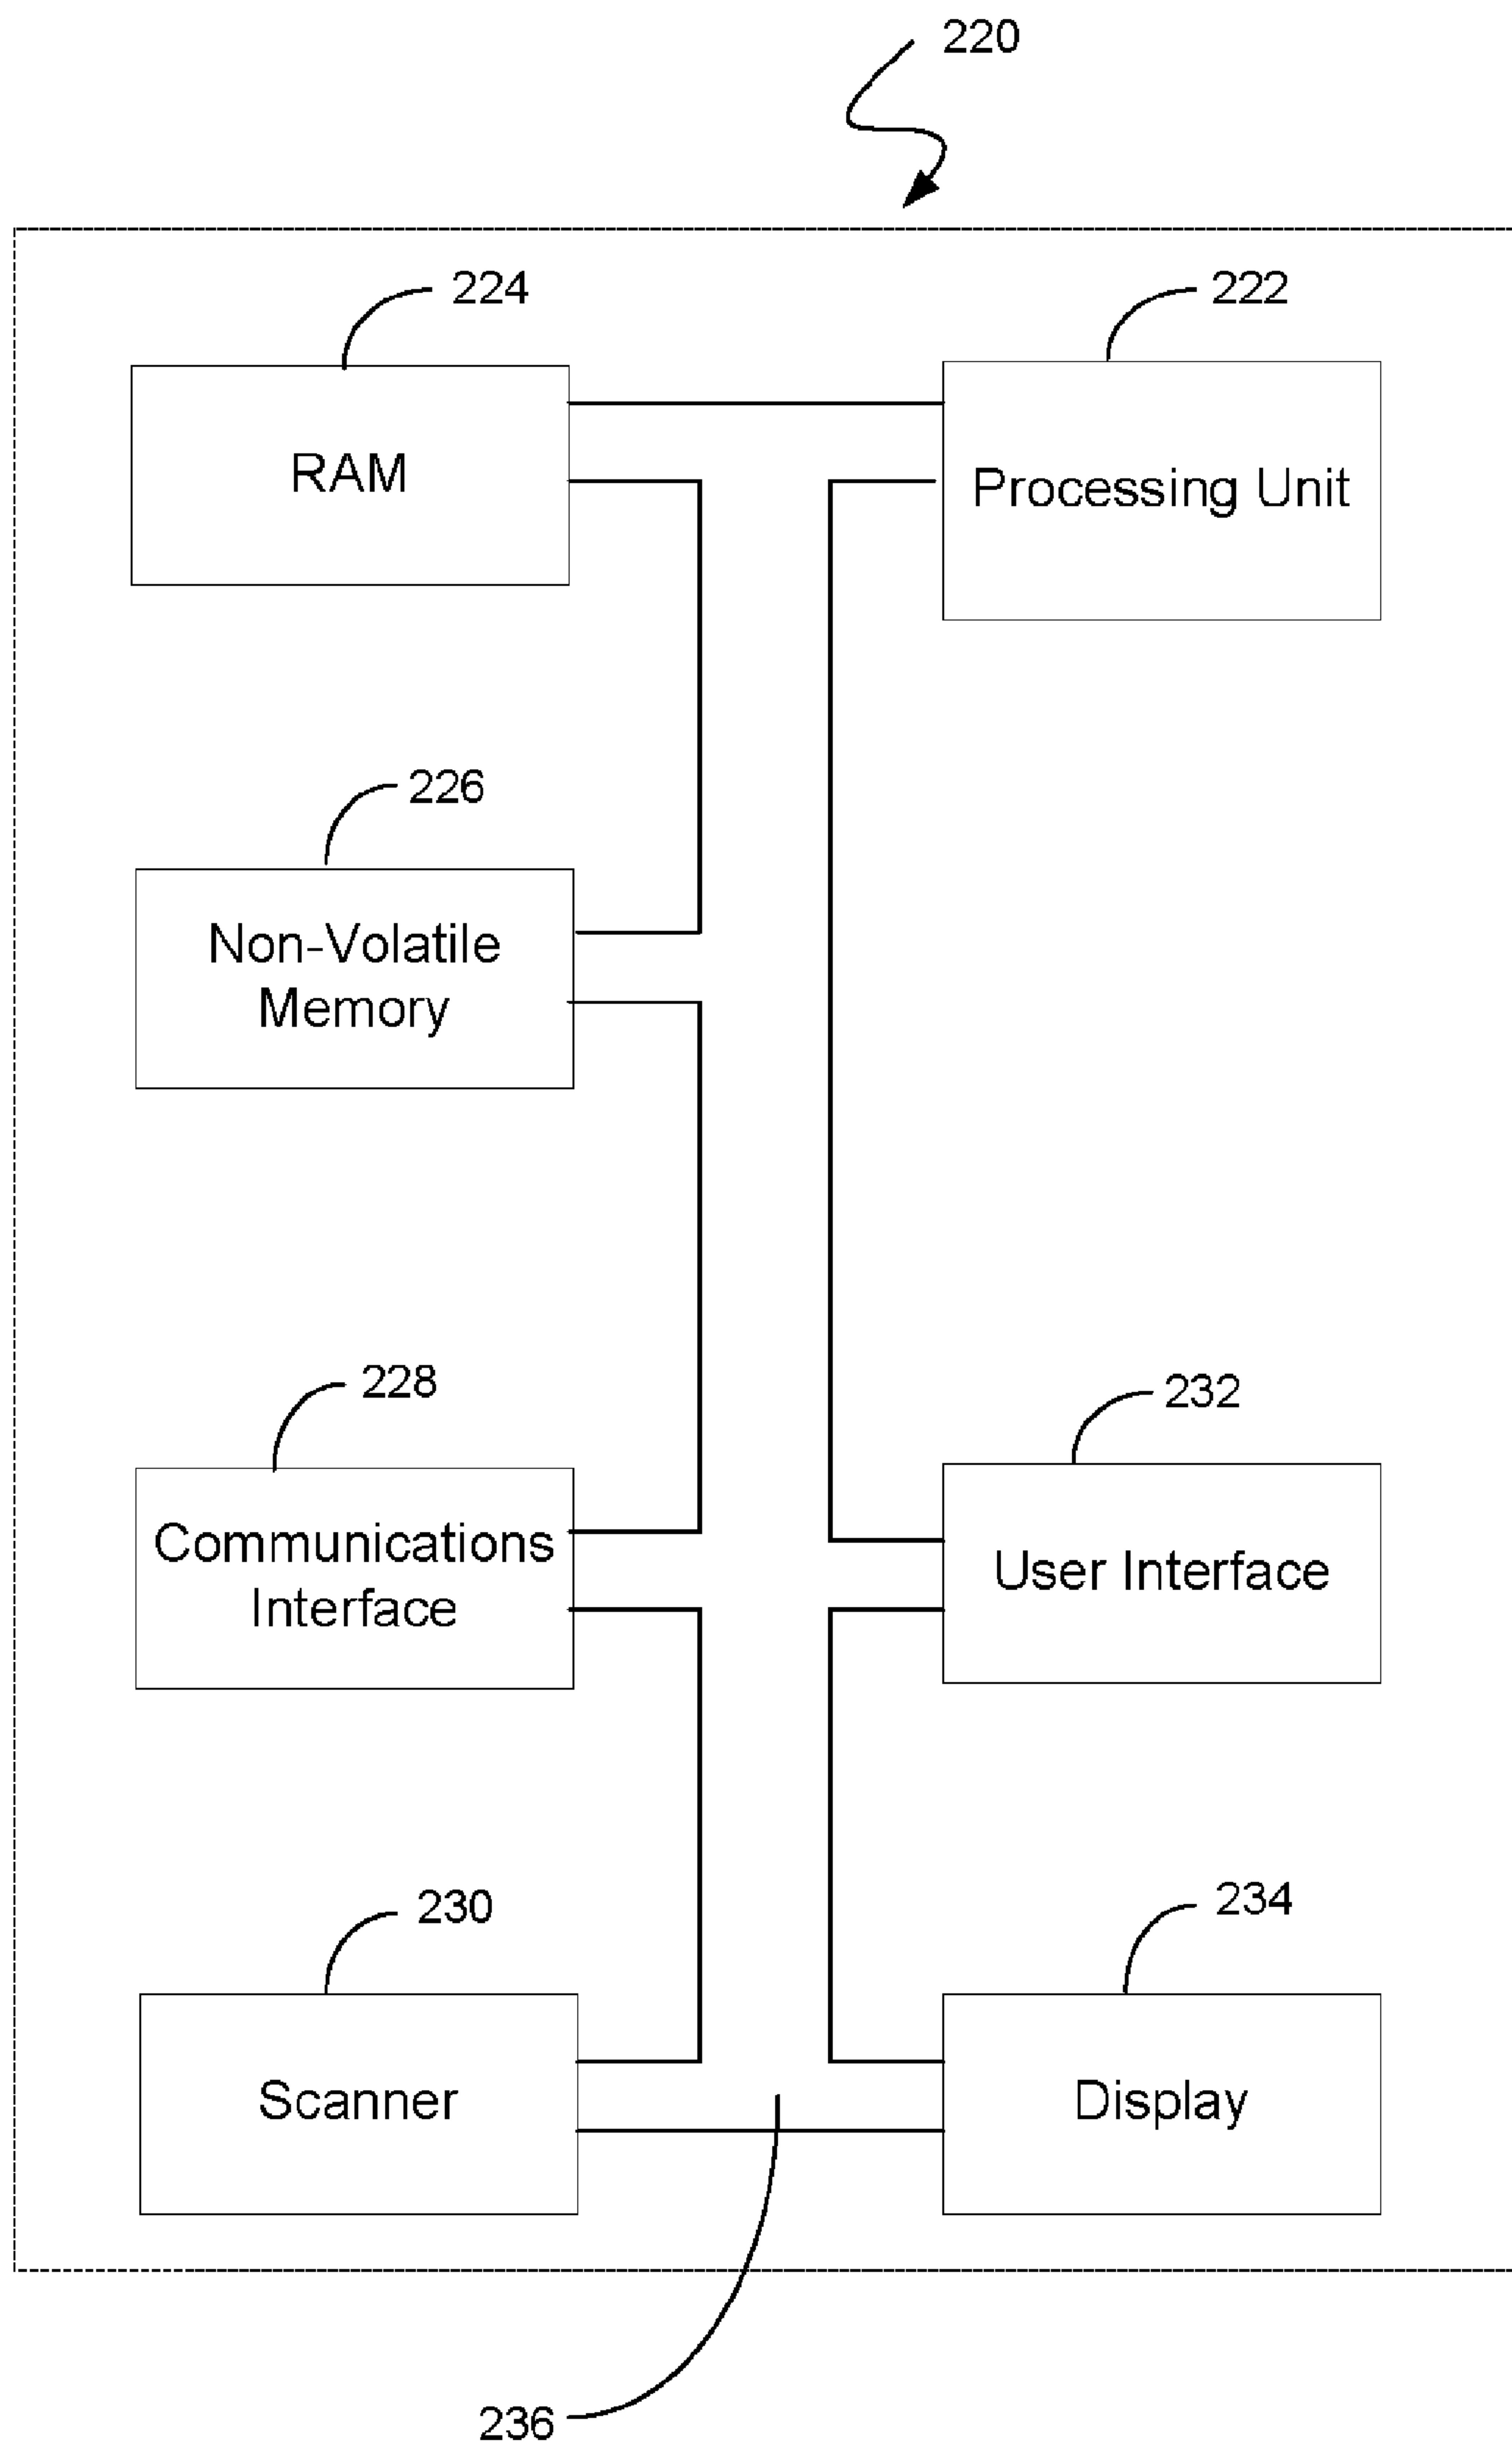 220
224
222
RAM
Processing Unit
226
Non-Volatile
Memory
228
232
Communications
Interface
User Interface
230
234
Scanner
Display
236